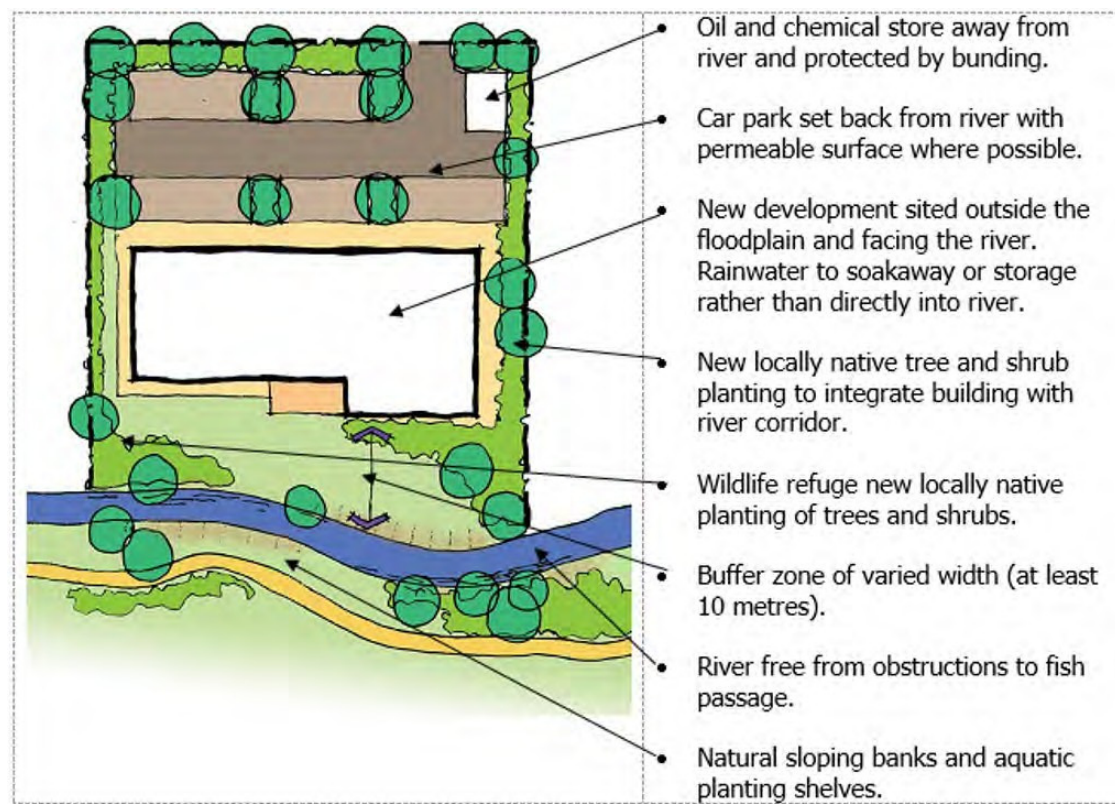 • Oil and chemical store away from
river and protected by bunding.
• Car park set back from river with
permeable surface where possible.
• New development sited outside the
floodplain and facing the river.
Rainwater to soakaway or storage
rather than directly into river.
• New locally native tree and shrub
planting to integrate building with
river corridor.
• Wildlife refuge new locally native
planting of trees and shrubs.
• Buffer zone of varied width (at least
10 metres).
• River free from obstructions to fish
passage.
• Natural sloping banks and aquatic
planting shelves.